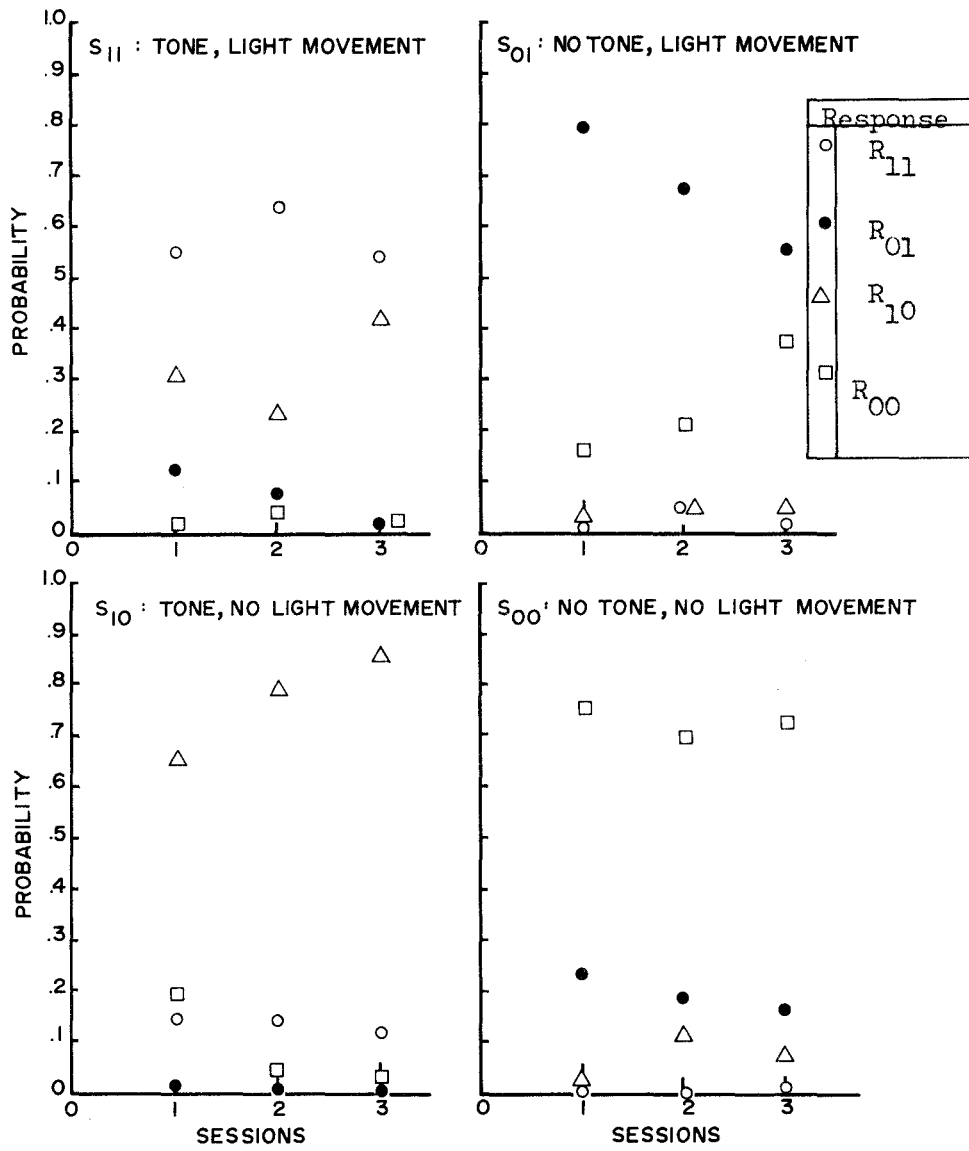 S11 : TONE, LIGHT MOVEMENT
1.0
.9
.8
.7
.6
.5
.4
.3
.2
.1
0
PROBABILITY
0 1 2 3
S01 : NO TONE, LIGHT MOVEMENT
0 1 2 3
Response
R11
R01
R10
R00
S10 : TONE, NO LIGHT MOVEMENT
1.0
.9
.8
.7
.6
.5
.4
.3
.2
.1
0
PROBABILITY
0 1 2 3
SESSIONS
S00 : NO TONE, NO LIGHT MOVEMENT
0 1 2 3
SESSIONS